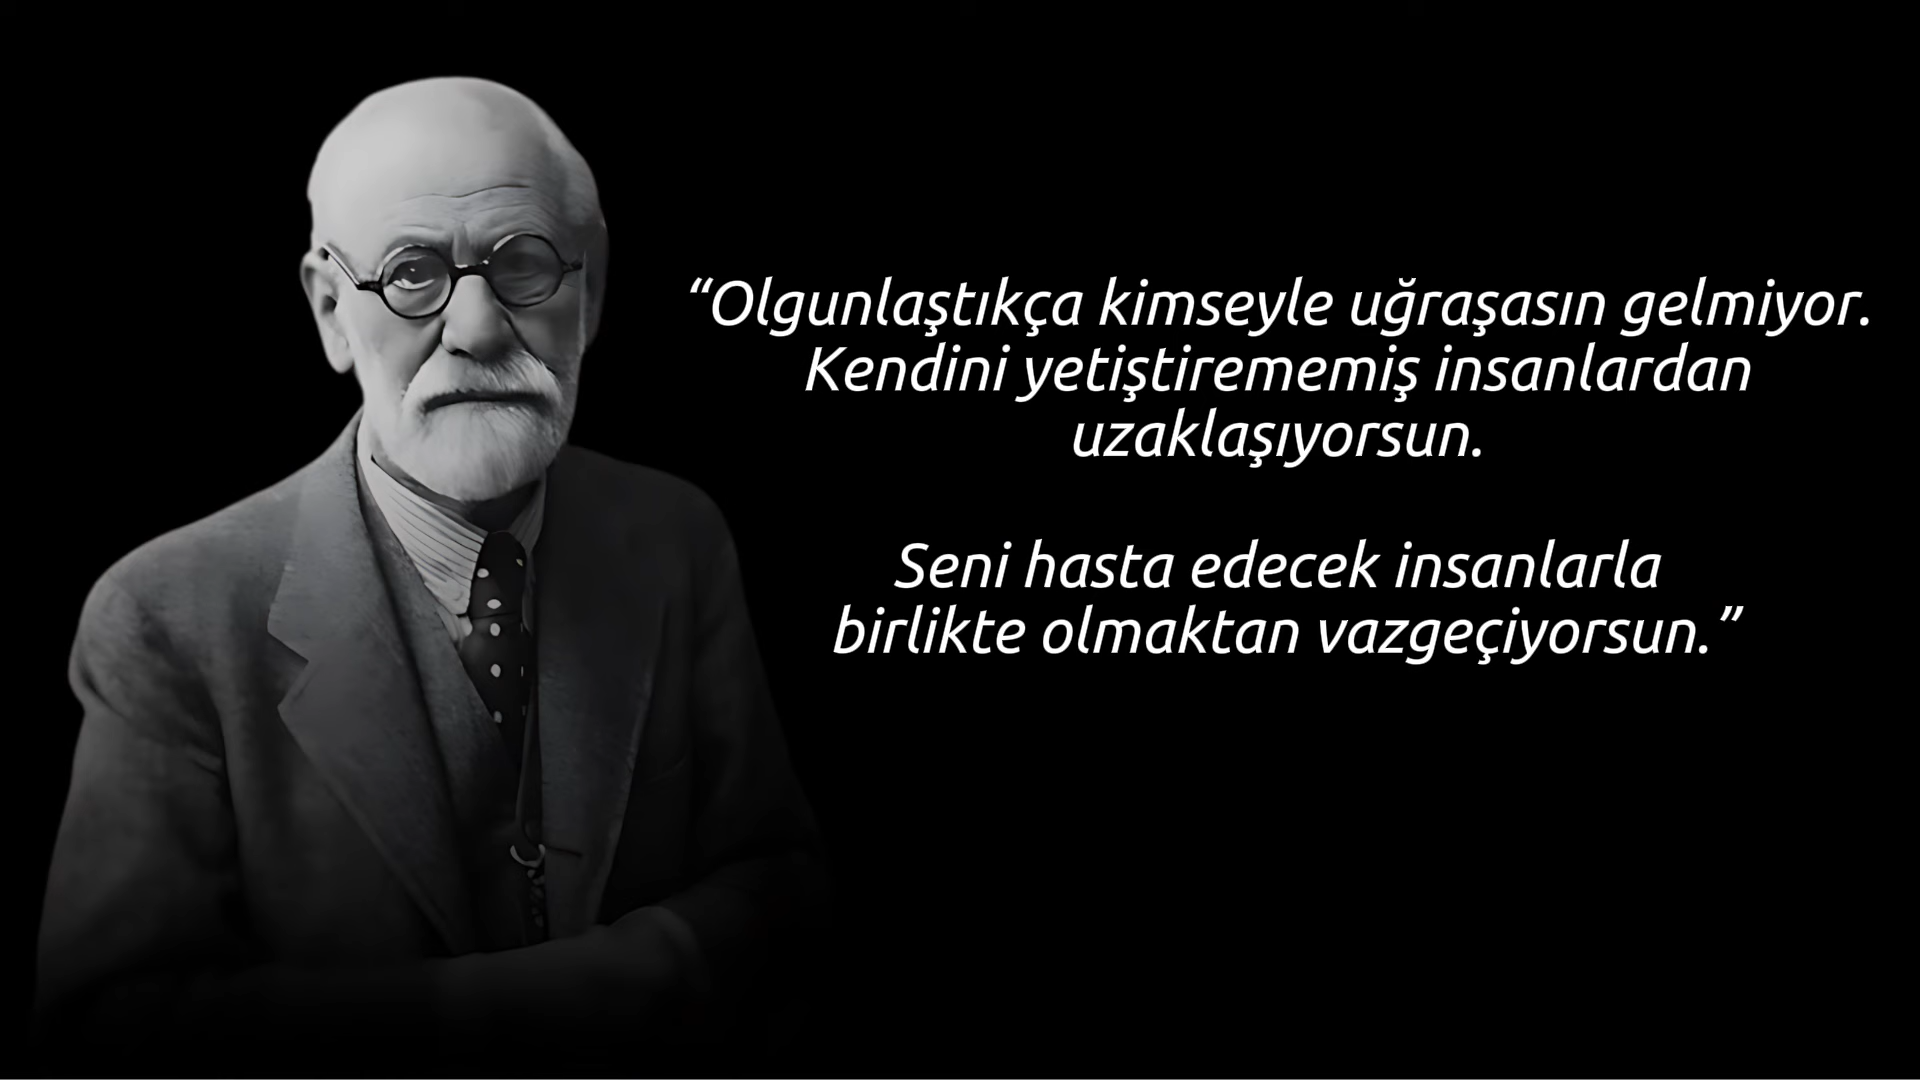 “Olgunlaştıkça kimseyle uğraşasın gelmiyor.
Kendini yetiştirememiş insanlardan
uzaklaşıyorsun.
Seni hasta edecek insanlarla
birlikte olmaktan vazgeçiyorsun.”